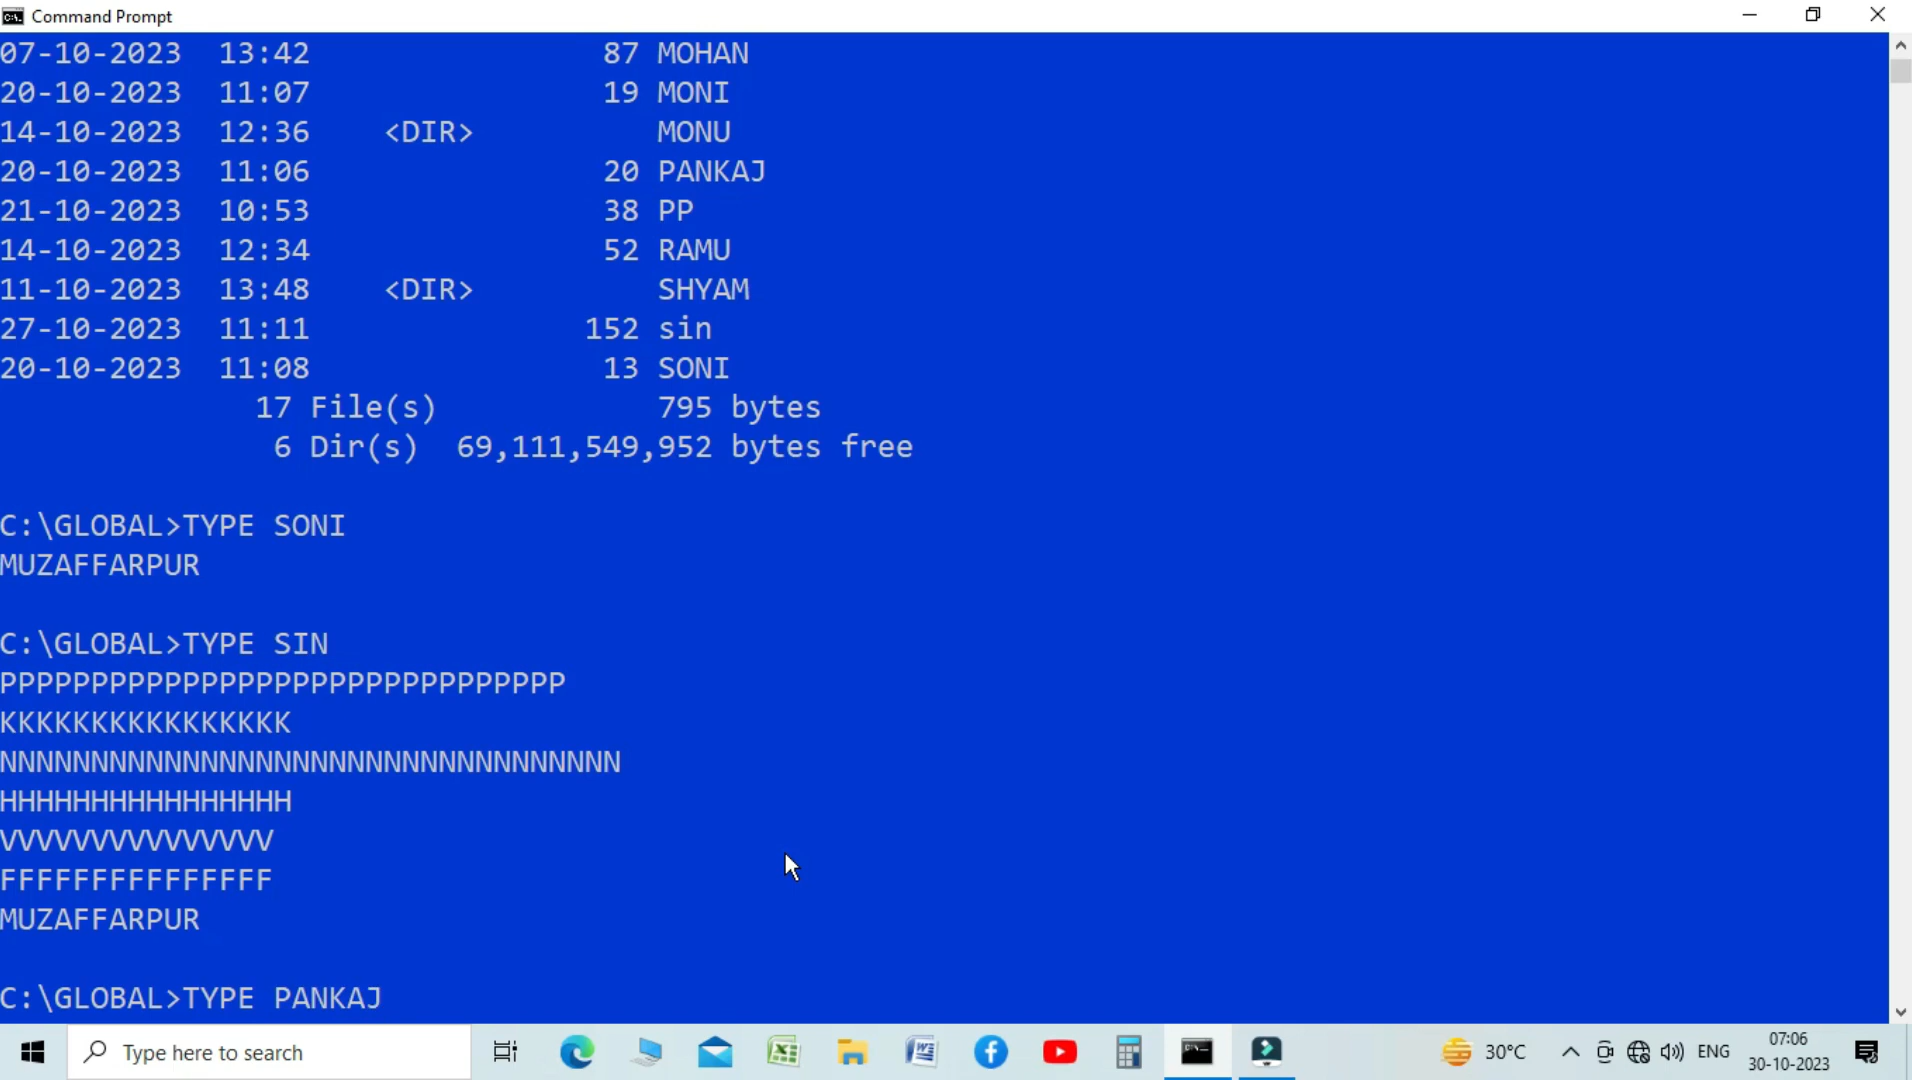 Command Prompt
07-10-2023 13:42 87 MOHAN
20-10-2023 11:07 19 MONI
14-10-2023 12:36 <DIR> MONU
20-10-2023 11:06 20 PANKAJ
21-10-2023 10:53 38 PP
14-10-2023 12:34 52 RAMU
11-10-2023 13:48 <DIR> SHYAM
27-10-2023 11:11 152 sin
20-10-2023 11:08 13 SONI
17 File(s) 795 bytes
6 Dir(s) 69,111,549,952 bytes free
C:\GLOBAL>TYPE SONI
MUZAFFARPUR
C:\GLOBAL>TYPE SIN
PPPPPPPPPPPPPPPPPPPPPPPPPPPPPPP
KKKKKKKKKKKKKKKK
NNNNNNNNNNNNNNNNNNNNNNNNNNNNNNNNNN
HHHHHHHHHHHHHHHH
VVVVVVVVVVVVVVV
FFFFFFFFFFFFFFF
MUZAFFARPUR
C:\GLOBAL>TYPE PANKAJ
Type here to search
30°C
ENG
07:06
30-10-2023